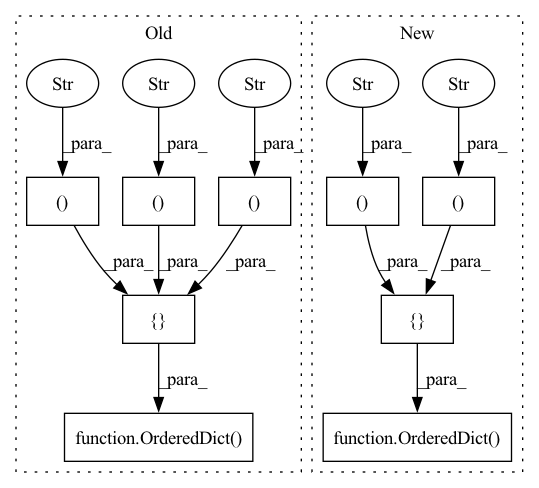 Old New
Str Str Str Str Str
_para_ _para_ _para_ _para_ _para_
() () () () ()
_para_ _para_ _para_ _para_ _para_
{} {}
_para_ _para_
function.OrderedDict() function.OrderedDict()